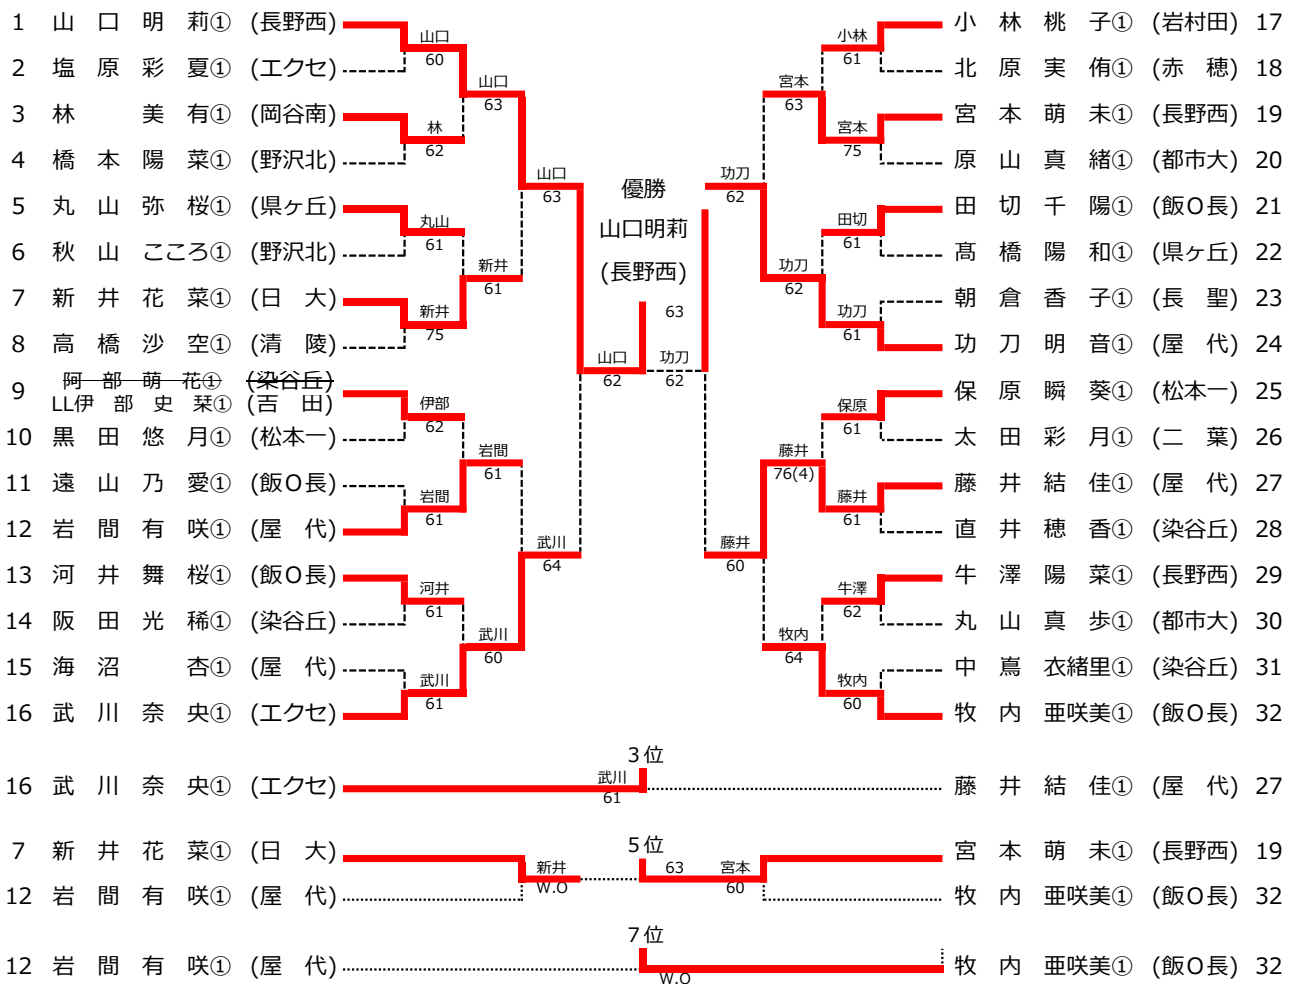 1 山 口 明 莉① (長野西)
2 塩 原 彩 夏① (エクセ)
3 林 美 有① (岡谷南)
4 橋 本 陽 菜① (野沢北)
5 丸 山 弥 桜① (県ヶ丘)
6 秋 山 こころ① (野沢北)
7 新 井 花 菜① (日 大)
8 高 橋 沙 空① (清 陵)
阿 部 萌 花① (染谷丘)
9 LL伊 部 史 栞① (吉 田)
10 黒 田 悠 月① (松本一)
11 遠 山 乃 愛① (飯O長)
12 岩 間 有 咲① (屋 代)
13 河 井 舞 桜① (飯O長)
14 阪 田 光 稀① (染谷丘)
15 海 沼 杏① (屋 代)
16 武 川 奈 央① (エクセ)
山口
60
林
62
丸山
61
新井
75
伊部
62
岩間
61
河井
61
武川
61
山口
63
新井
61
岩間
61
武川
60
山口
63
武川
64
山口
62
優勝
山口明莉
(長野西)
63
功刀
62
功刀
62
藤井
60
宮本
63
功刀
62
藤井
76(4)
牧内
64
小林
61
宮本
75
田切
61
功刀
61
保原
61
藤井
61
牛澤
62
牧内
60
小 林 桃 子① (岩村田) 17
北 原 実 侑① (赤 穂) 18
宮 本 萌 未① (長野西) 19
原 山 真 緒① (都市大) 20
田 切 千 陽① (飯O長) 21
髙 橋 陽 和① (県ヶ丘) 22
朝 倉 香 子① (長 聖) 23
功 刀 明 音① (屋 代) 24
保 原 瞬 葵① (松本一) 25
太 田 彩 月① (二 葉) 26
藤 井 結 佳① (屋 代) 27
直 井 穂 香① (染谷丘) 28
牛 澤 陽 菜① (長野西) 29
丸 山 真 歩① (都市大) 30
中 嶌 衣緒里① (染谷丘) 31
牧 内 亜咲美① (飯O長) 32
3位
16 武 川 奈 央① (エクセ) 武川 61 藤 井 結 佳① (屋 代) 27
5位
7 新 井 花 菜① (日 大) 新井 W.O 63 宮本 60 宮 本 萌 未① (長野西) 19
12 岩 間 有 咲① (屋 代) 牧 内 亜咲美① (飯O長) 32
7位
12 岩 間 有 咲① (屋 代) W.O 牧 内 亜咲美① (飯O長) 32